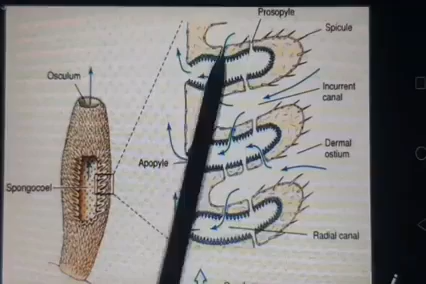 Prosopyle
Spicule
Osculum
Incurrent
canal
Apopyle
Dermal
ostium
Spongocoel
Radial canal